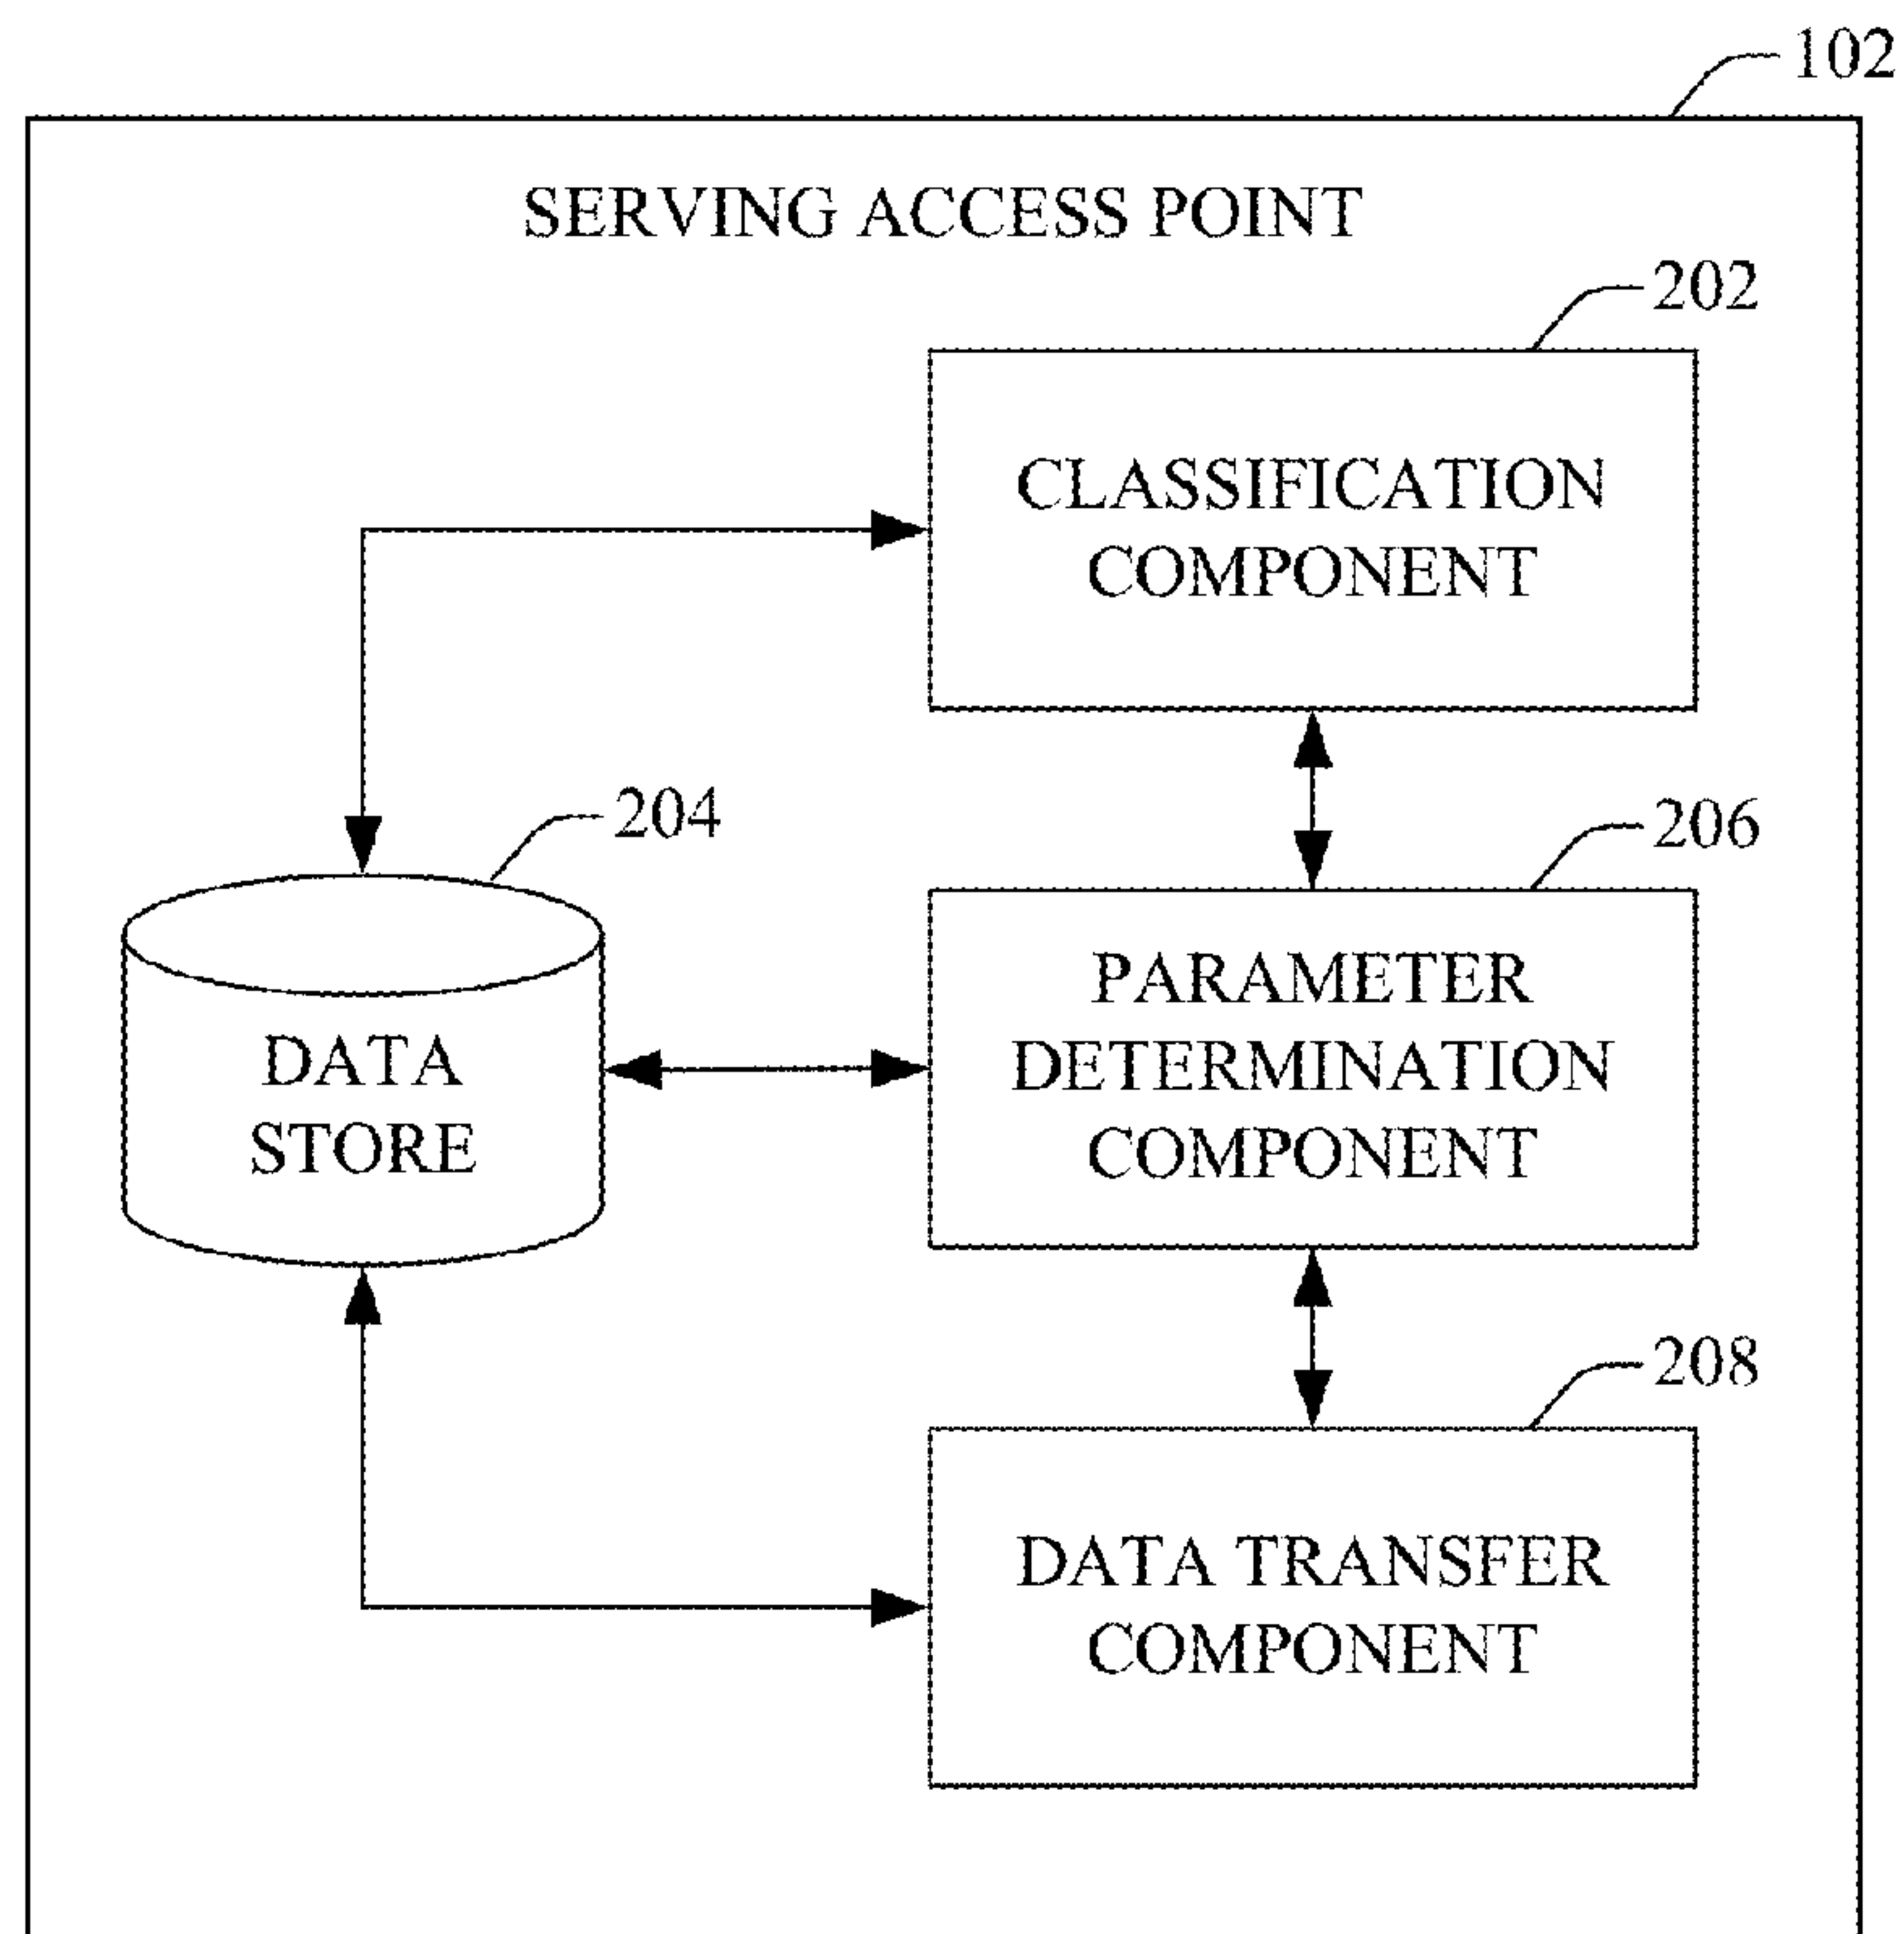 102
SERVING ACCESS POINT
202
CLASSIFICATION
COMPONENT
204
206
DATA
STORE
PARAMETER
DETERMINATION
COMPONENT
208
DATA TRANSFER
COMPONENT